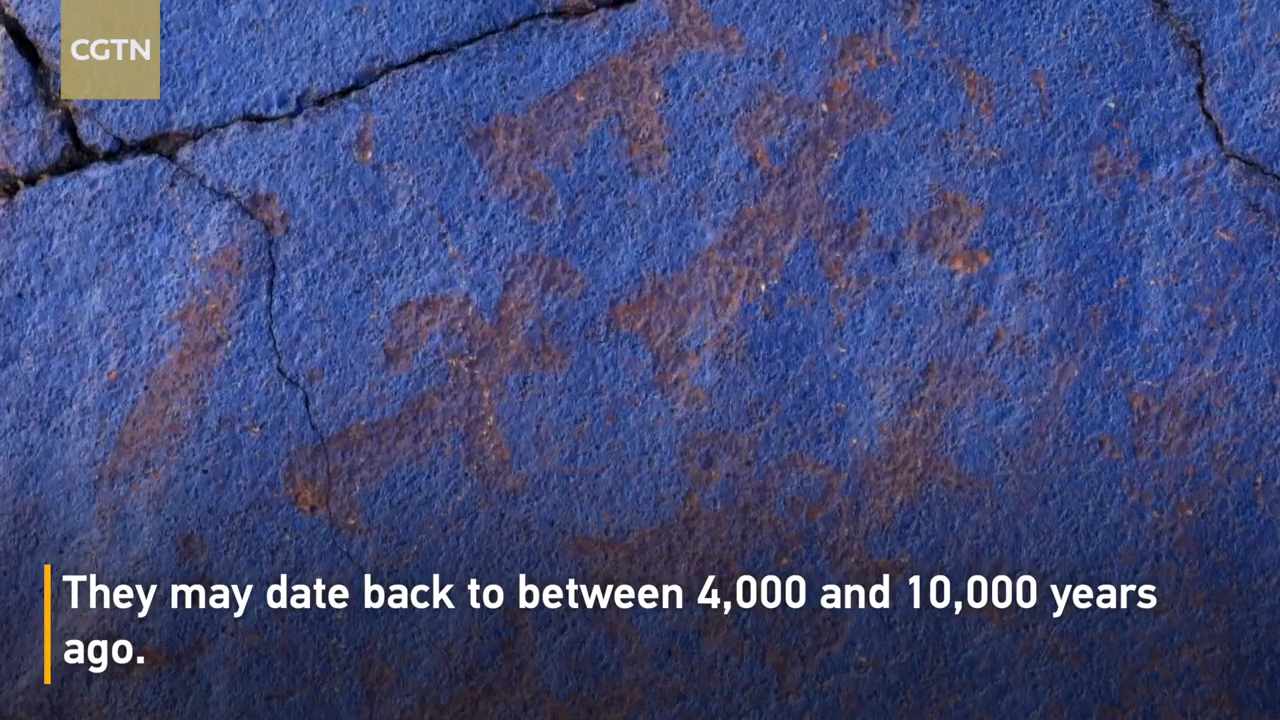 CGTN
They may date back to between 4,000 and 10,000 years
ago.